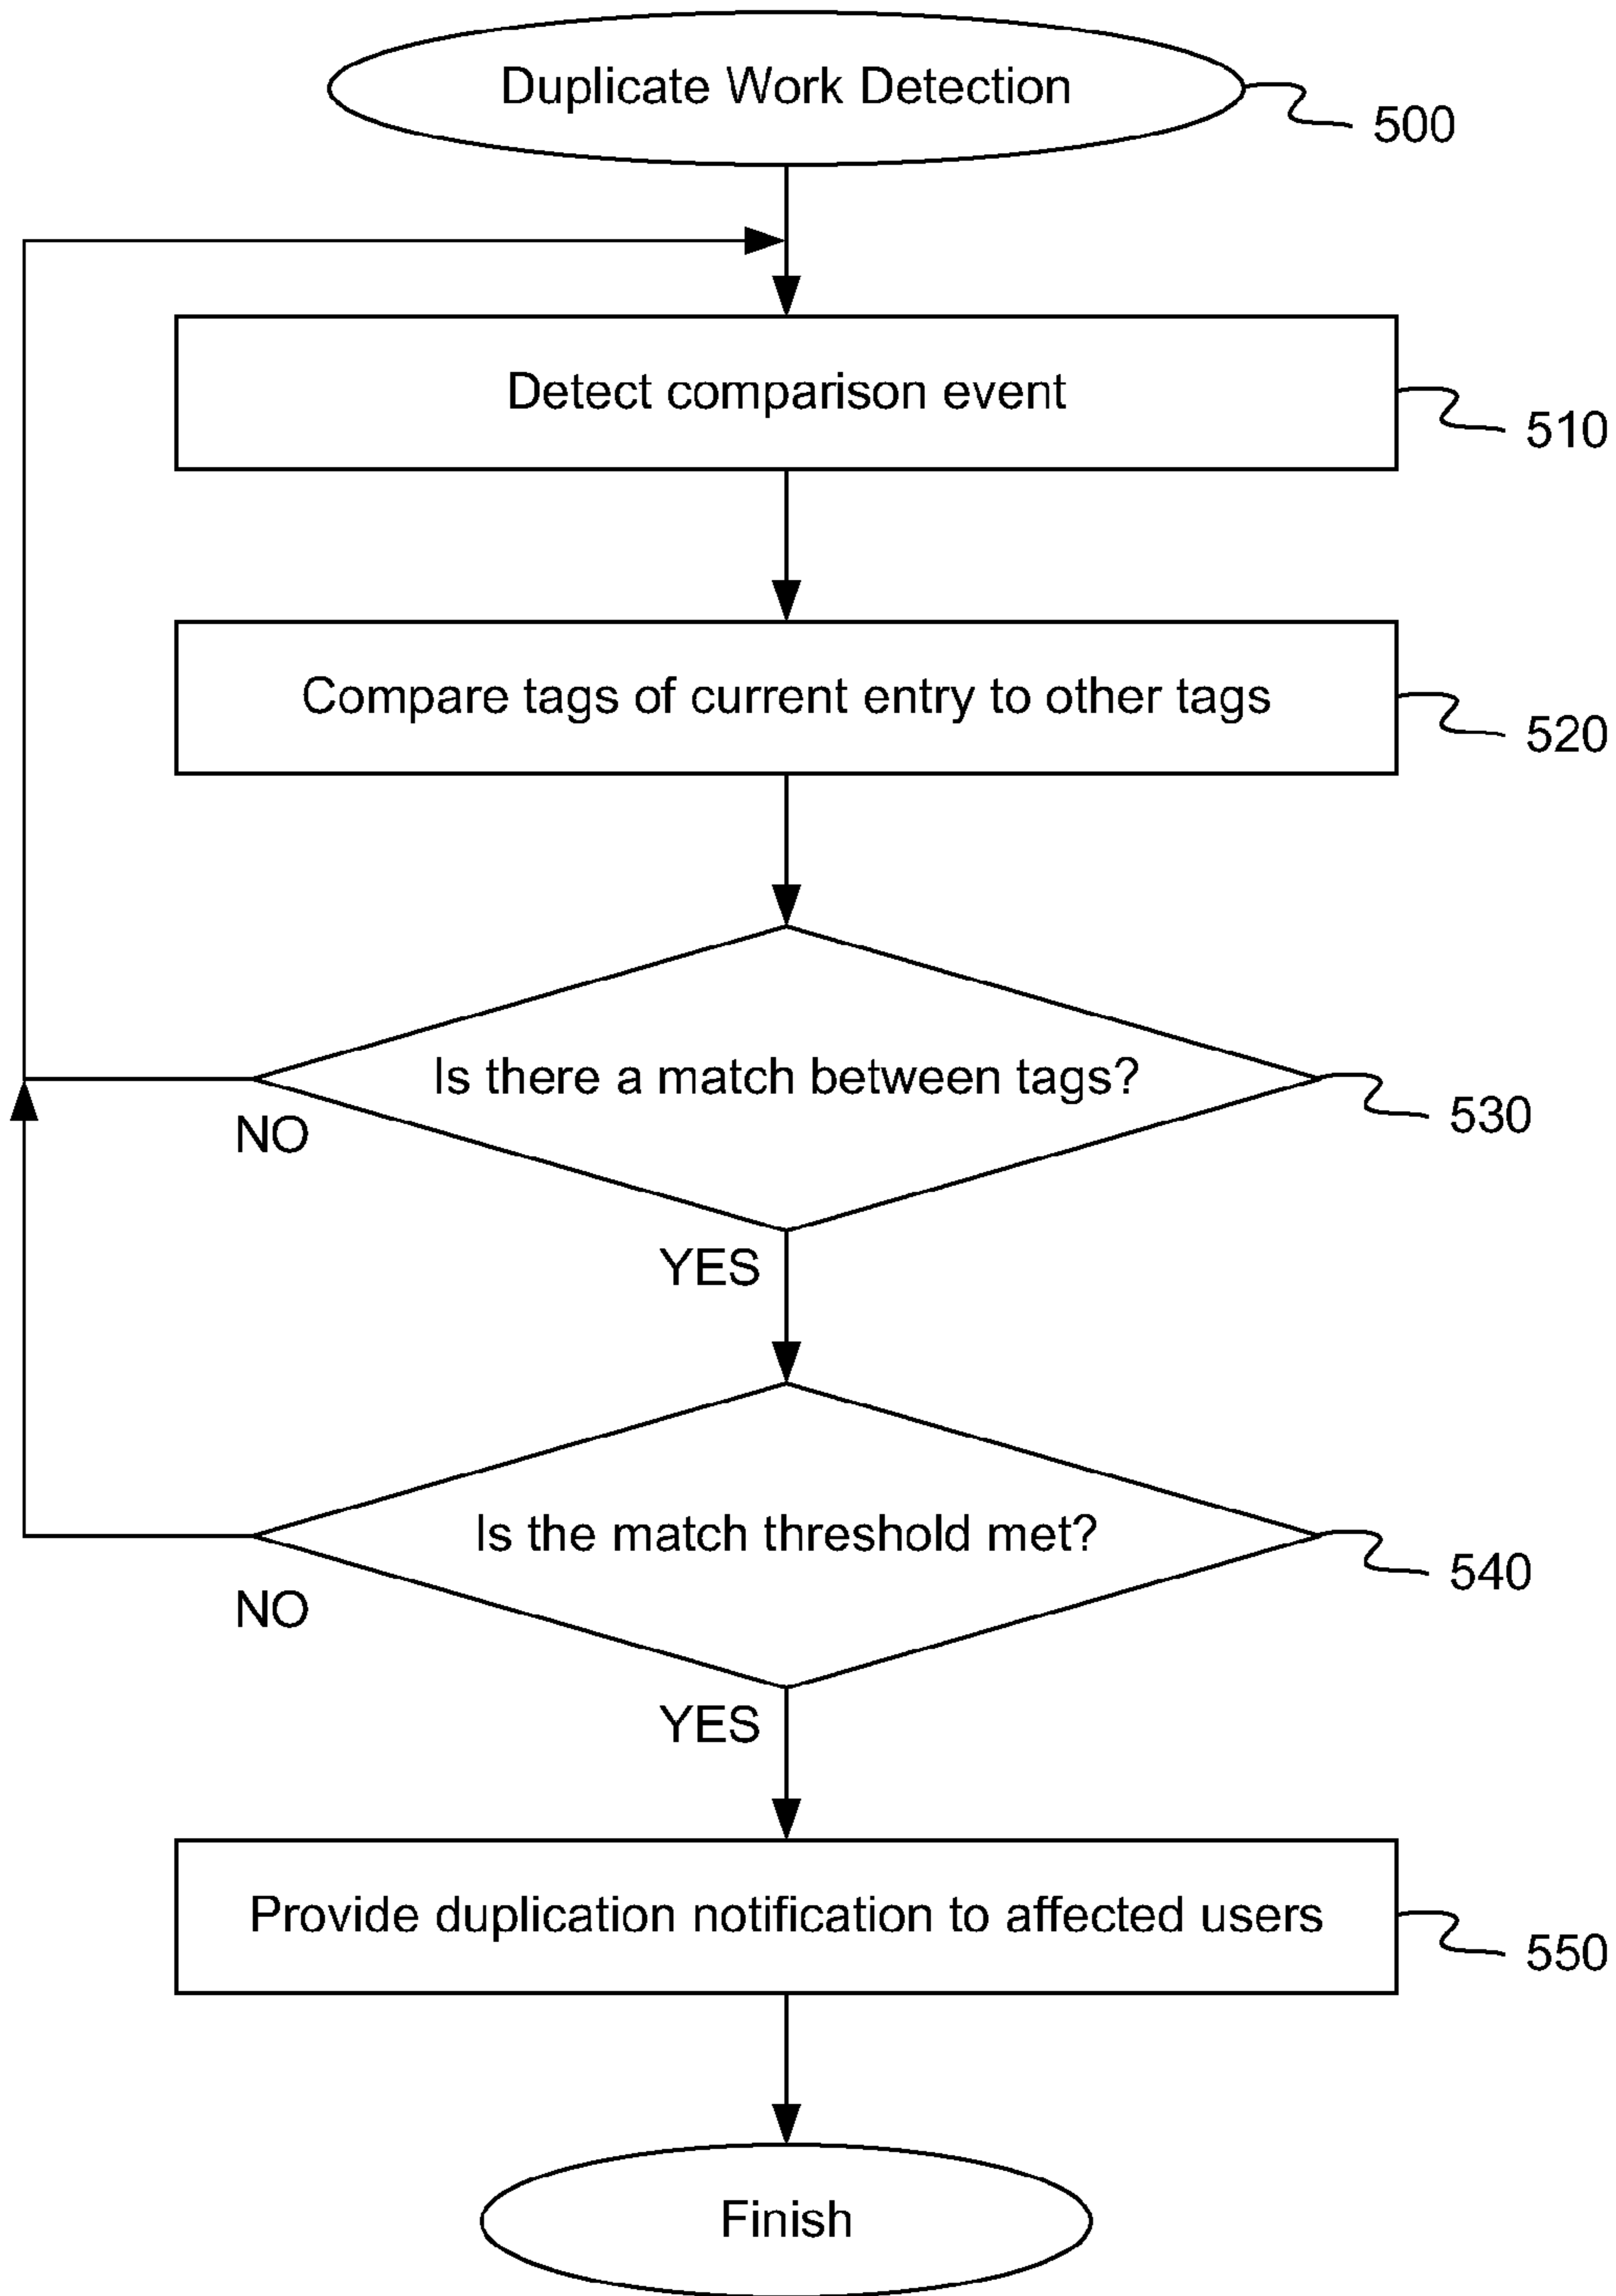 Duplicate Work Detection
500
Detect comparison event
510
Compare tags of current entry to other tags
520
Is there a match between tags?
530
NO
YES
Is the match threshold met?
540
NO
YES
Provide duplication notification to affected users
550
Finish